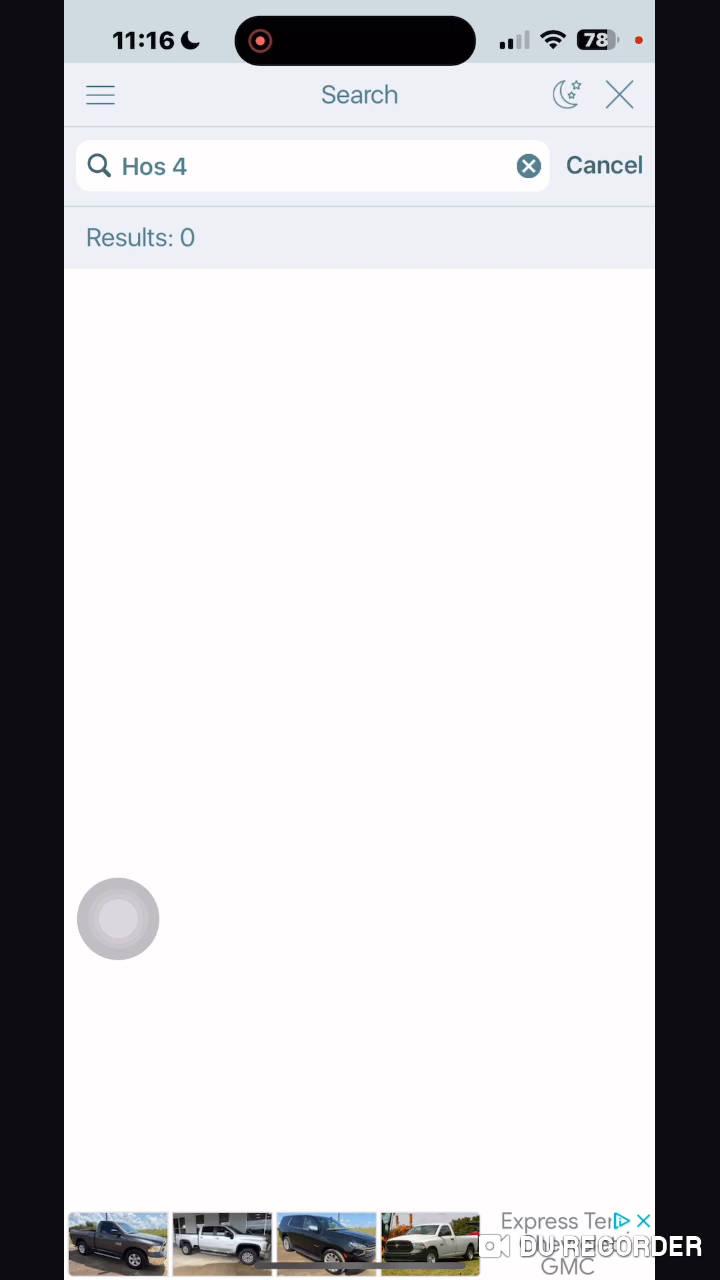 11:16
78
Search
Hos 4
Cancel
Results: 0
Express Ter
DU RECORDER
GMC